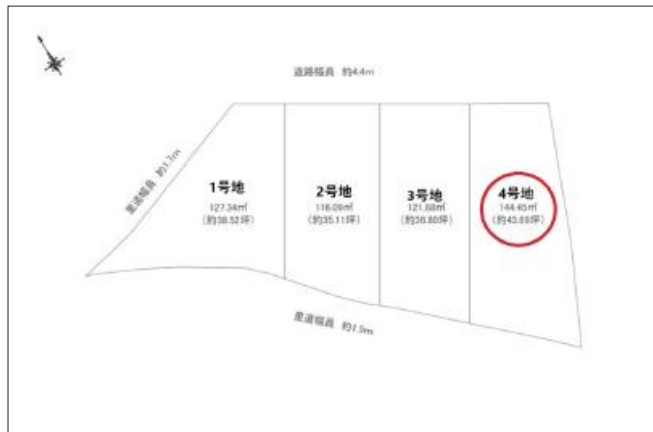 道路幅員 約4.4m
里道幅員 約1.7m
1号地
127.34㎡
(約38.52坪)
2号地
116.09㎡
(約35.11坪)
3号地
121.68㎡
(約36.80坪)
4号地
144.45㎡
(約43.69坪)
里道幅員 約1.9m